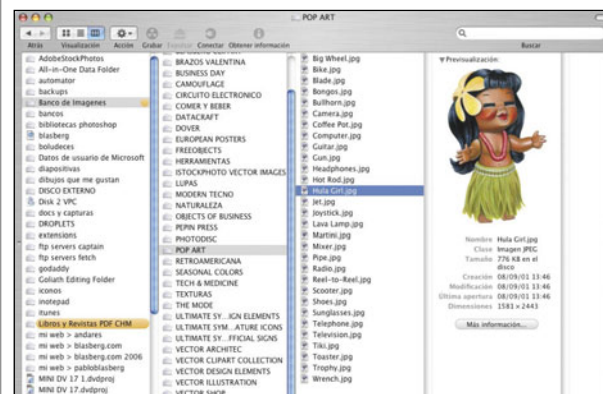 POP ART
Atrás Visualización Acción Grabar Expulsar Conectar Obtener información Buscar
AdobeStockPhotos
All-in-One Data Folder
automator
backups
Banco de Imagenes
bancos
bibliotecas photoshop
blasberg
boludeces
Datos de usuario de Microsoft
diapositivas
dibujos que me gustan
DISCO EXTERNO
Disk 2 VPC
docs y capturas
DROPLETS
extensions
ftp servers captain
ftp servers fetch
godaddy
Goliath Editing Folder
iconos
inotepad
itunes
Libros y Revistas PDF CHM
mi web > andares
mi web > blasberg.com
mi web > blasberg.com 2006
mi web > pabloblasberg
MINI DV 17 1.dvdproj
MINI DV 17.dvdproj
BRAZOS VALENTINA
BUSINESS DAY
CAMOUFLAGE
CIRCUITO ELECTRONICO
COMER Y BEBER
DATACRAFT
DOVER
EUROPEAN POSTERS
FREEOBJECTS
HERRAMIENTAS
ISTOCKPHOTO VECTOR IMAGES
LUPAS
MODERN TECNO
NATURALEZA
OBJECTS OF BUSINESS
PEPIN PRESS
PHOTODISC
POP ART
RETROAMERICANA
SEASONAL COLORS
TECH & MEDICINE
TEXTURAS
THE MODE
ULTIMATE SY...IGN ELEMENTS
ULTIMATE SYM...ATURE ICONS
ULTIMATE SY...FFICIAL SIGNS
VECTOR ARCHITEC
VECTOR CLIPART COLLECTION
VECTOR DESIGN ELEMENTS
VECTOR ILLUSTRATION
VECTOR SHOP
Big Wheel.jpg
Bike.jpg
Blade.jpg
Bongos.jpg
Bullhorn.jpg
Camera.jpg
Coffee Pot.jpg
Computer.jpg
Guitar.jpg
Gun.jpg
Headphones.jpg
Hot Rod.jpg
Hula Girl.jpg
Jet.jpg
Joystick.jpg
Lava Lamp.jpg
Martini.jpg
Mixer.jpg
Pipe.jpg
Radio.jpg
Reel-to-Reel.jpg
Scooter.jpg
Shoes.jpg
Sunglasses.jpg
Telephone.jpg
Television.jpg
Tiki.jpg
Toaster.jpg
Trophy.jpg
Wrench.jpg
Previsualización:
Nombre Hula Girl.jpg
Clase Imagen JPEG
Tamaño 776 KB en el
disco
Creación 08/09/01 13:46
Modificación 08/09/01 13:46
Última apertura 08/09/01 13:46
Dimensiones 1581 x 2443
Más información...